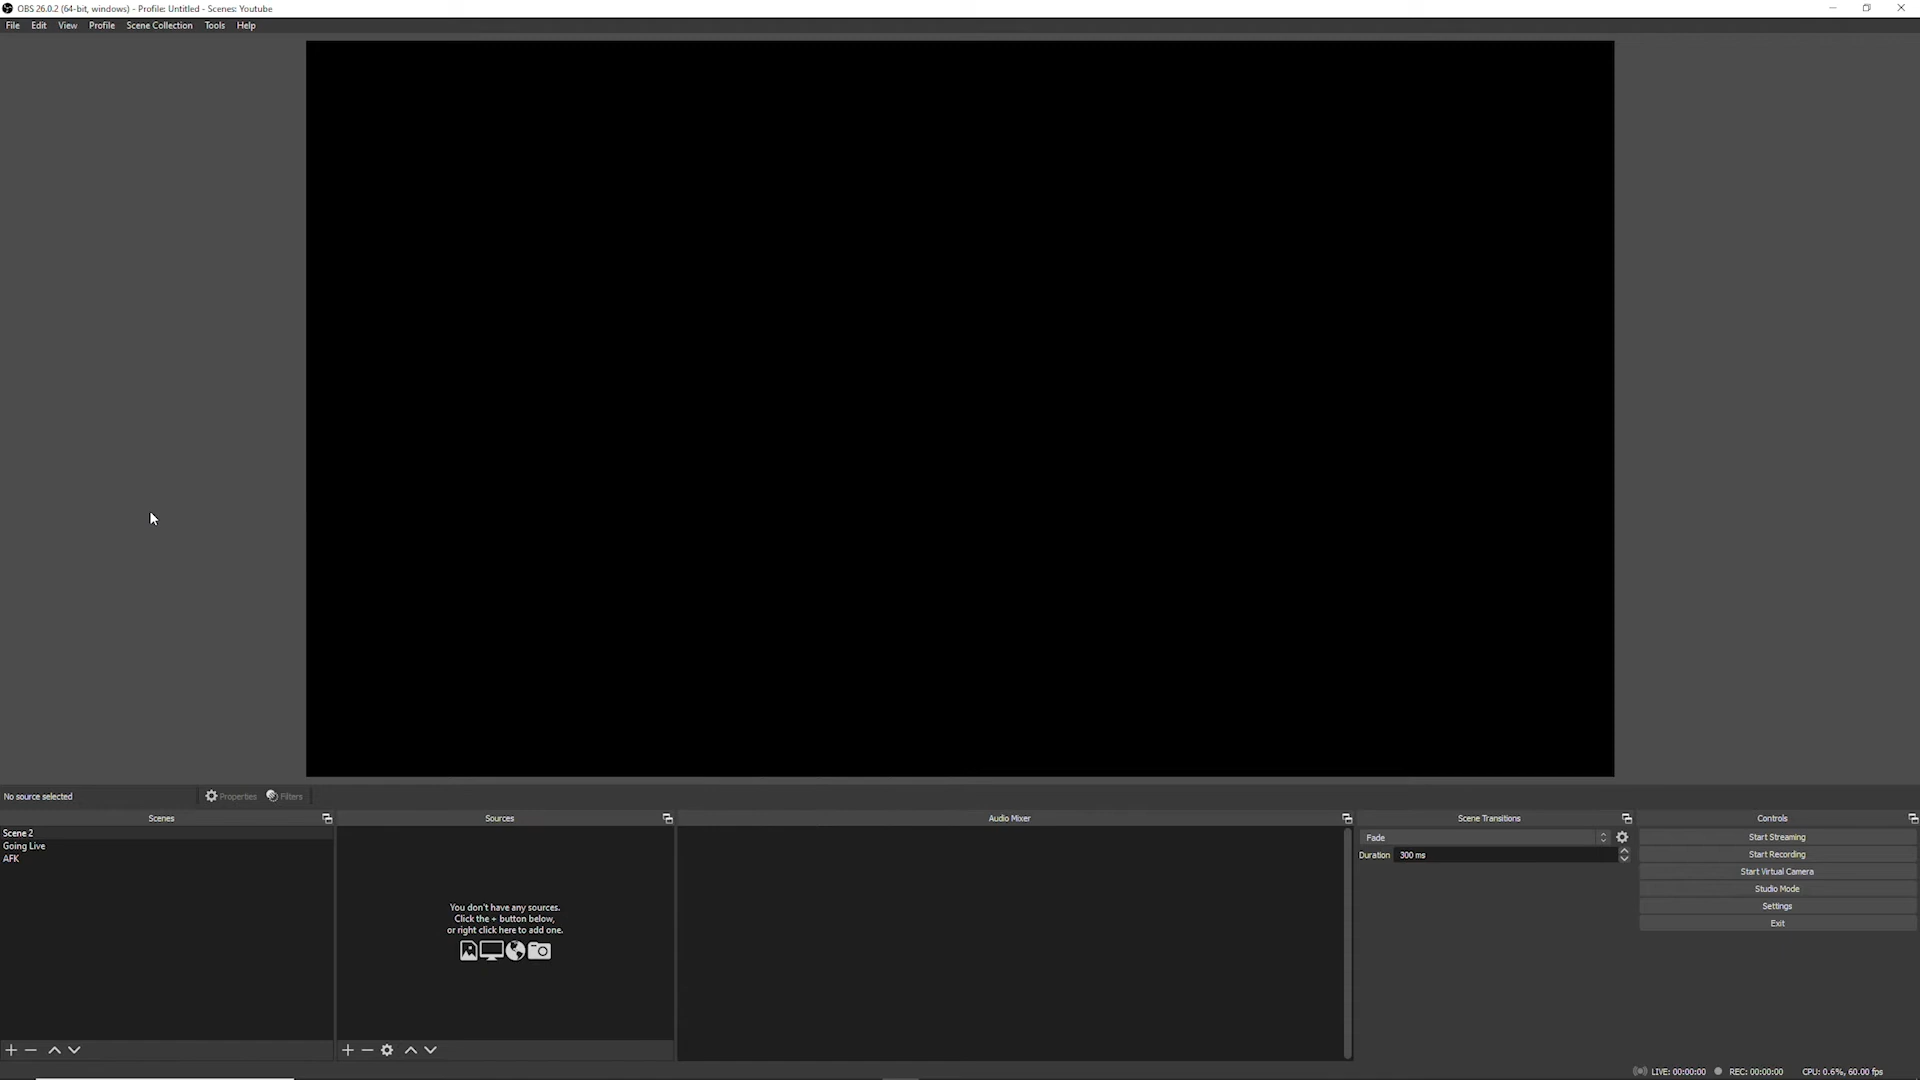 OBS 26.0.2 (64-bit, windows) - Profile: Untitled - Scenes: Youtube
File Edit View Profile Scene Collection Tools Help
No source selected Properties Filters
Scenes
Scene 2
Going Live
AFK
Sources
You don't have any sources.
Click the + button below,
or right click here to add one.
Audio Mixer
Scene Transitions
Fade
Duration 300 ms
Controls
Start Streaming
Start Recording
Start Virtual Camera
Studio Mode
Settings
Exit
LIVE: 00:00:00 REC: 00:00:00 CPU: 0.6%, 60.00 fps